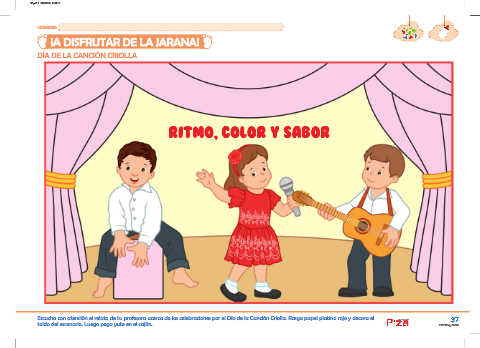 ¡A DISFRUTAR DE LA JARANA!
DÍA DE LA CANCIÓN CRIOLLA
RITMO, COLOR Y SABOR
Escucha con atención el relato de tu profesora acerca de las celebraciones por el Día de la Canción Criolla. Rasga papel platino rojo y decora el
toldo del escenario. Luego pega yute en el cajón.
37